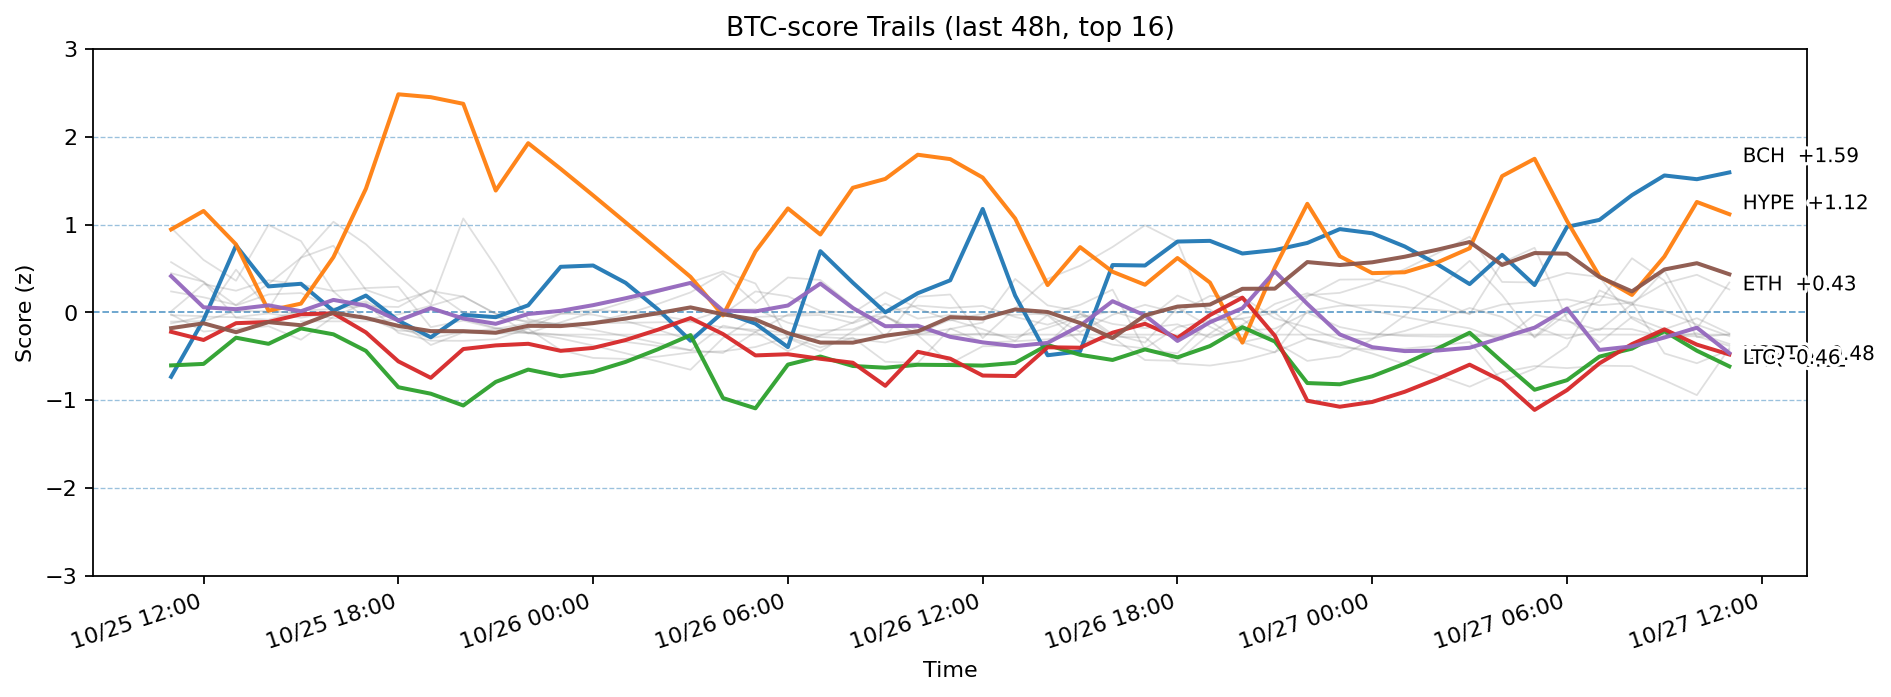 BTC-score Trails (last 48h, top 16)
3
2
1
0
−1
−2
−3
Score (z)
BCH +1.59
HYPE +1.12
ETH +0.43
LTC -0.46
10/25 12:00
10/25 18:00
10/26 00:00
10/26 06:00
10/26 12:00
10/26 18:00
10/27 00:00
10/27 06:00
10/27 12:00
Time